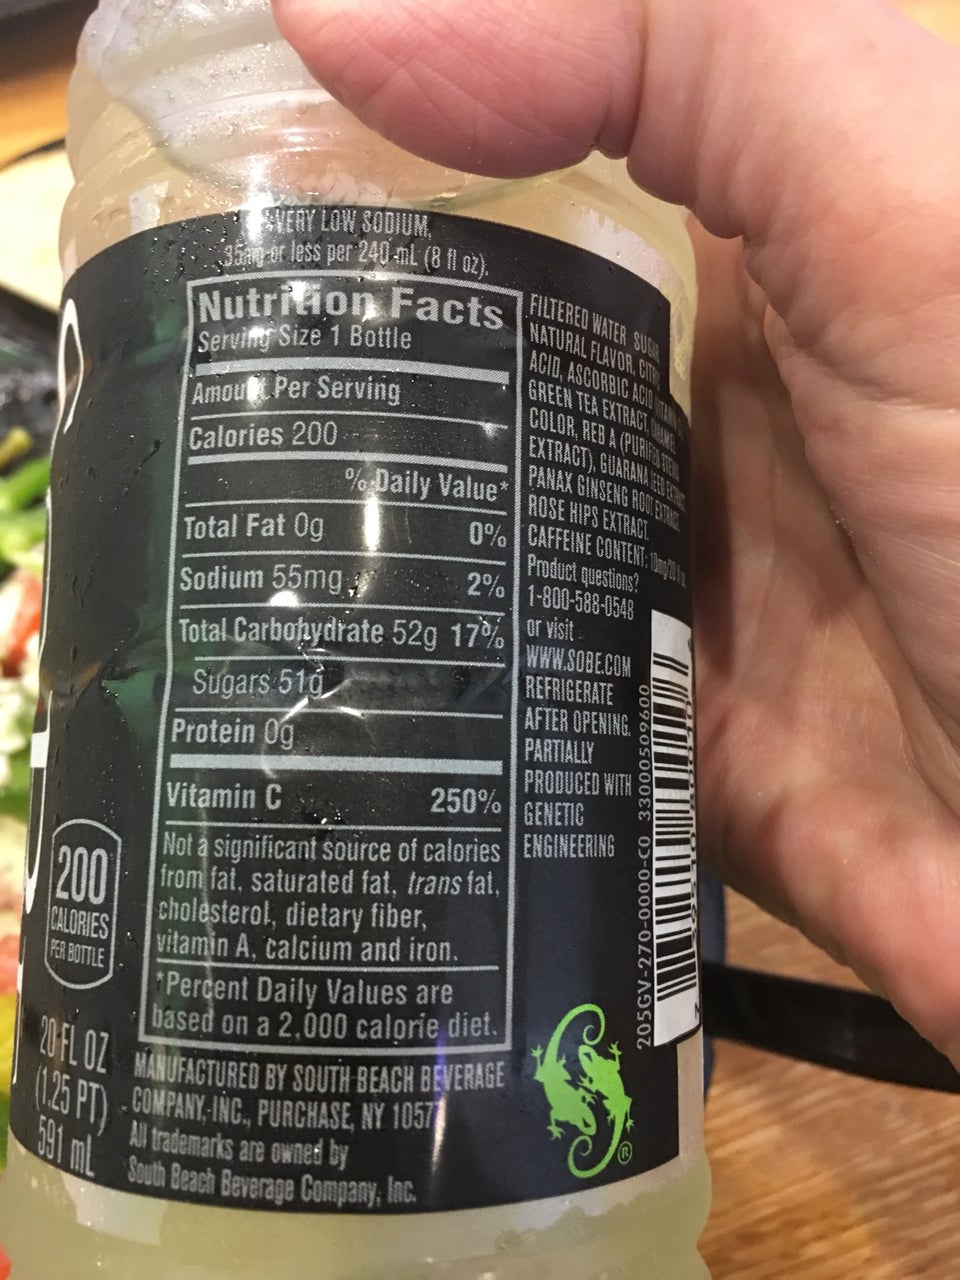 VERY LOW SODIUM,
35mg or less per 240 mL (8 fl oz).
Nutrition Facts
Serving Size 1 Bottle
Amount Per Serving
Calories 200
% Daily Value*
Total Fat 0g 0%
Sodium 55mg 2%
Total Carbohydrate 52g 17%
Sugars 51g
Protein 0g
Vitamin C 250%
Not a significant source of calories
from fat, saturated fat, trans fat,
cholesterol, dietary fiber,
vitamin A, calcium and iron.
*Percent Daily Values are
based on a 2,000 calorie diet.
MANUFACTURED BY SOUTH BEACH BEVERAGE
COMPANY, INC., PURCHASE, NY 10577
All trademarks are owned by
South Beach Beverage Company, Inc.
FILTERED WATER, SUGAR,
NATURAL FLAVOR, CITRIC
ACID, ASCORBIC ACID (VITAMIN C),
GREEN TEA EXTRACT, CARAMEL
COLOR, REB A (PURIFIED STEVIA
EXTRACT), GUARANA SEED EXTRACT,
PANAX GINSENG ROOT EXTRACT,
ROSE HIPS EXTRACT.
CAFFEINE CONTENT: 10mg/20 fl oz
Product questions?
1-800-588-0548
or visit
WWW.SOBE.COM
REFRIGERATE
AFTER OPENING.
PARTIALLY
PRODUCED WITH
GENETIC
ENGINEERING
205GV-270-0000-C0 33000509600
200
CALORIES
PER BOTTLE
20 FL OZ
(1.25 PT)
591 mL
®